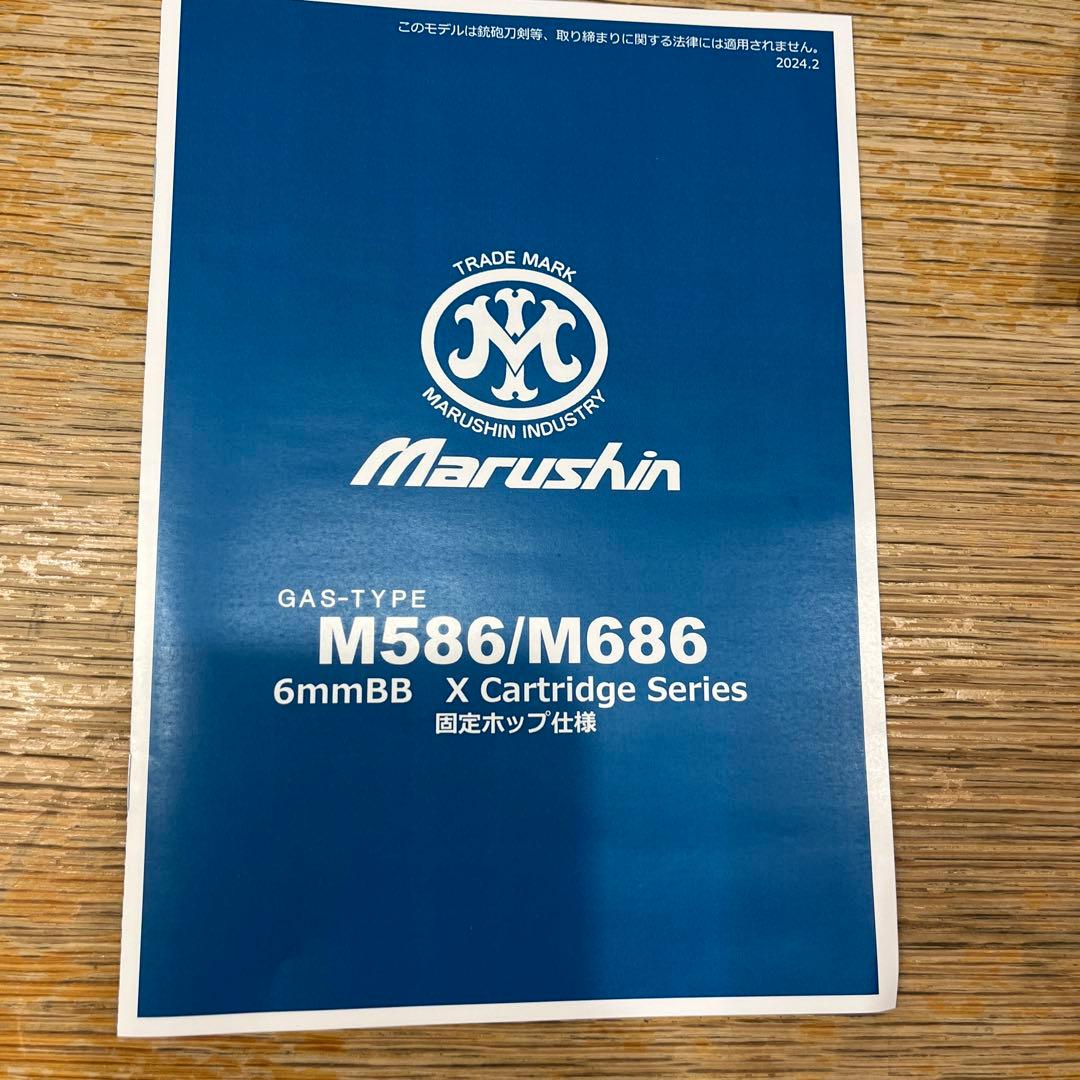 このモデルは銃砲刀剣等、取り締まりに関する法律には適用されません。
2024.2
TRADE MARK
MARUSHIN INDUSTRY
Marushin
GAS-TYPE
M586/M686
6mmBB　X Cartridge Series
固定ホップ仕様